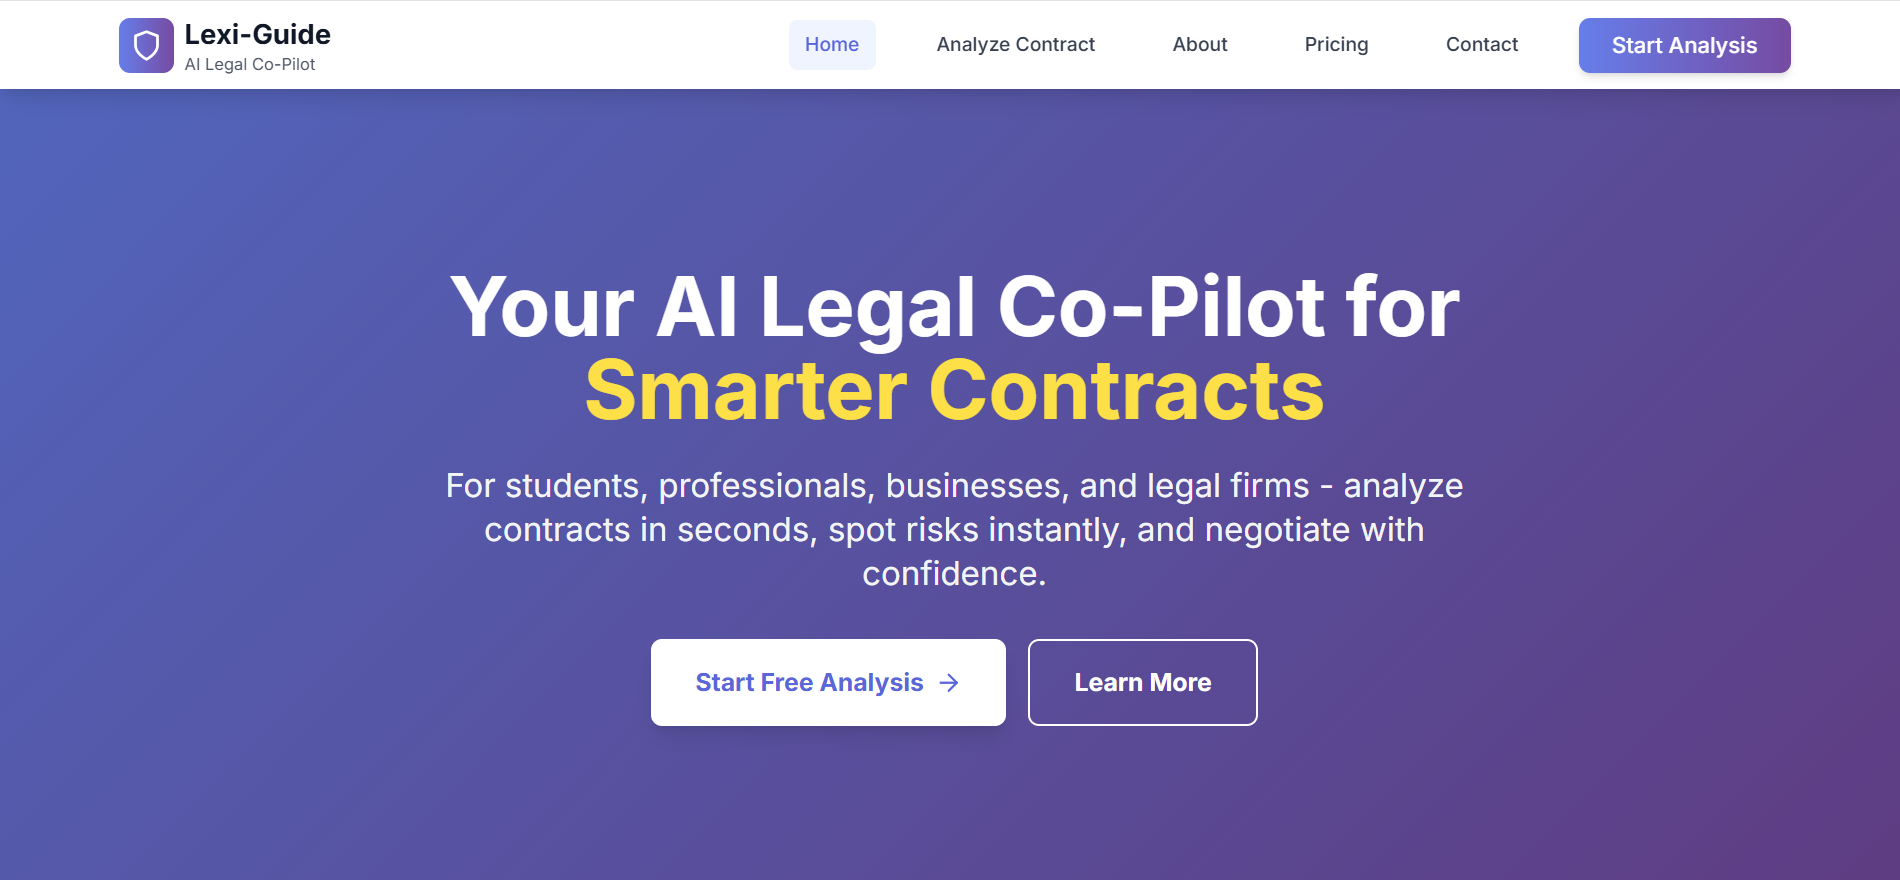 Lexi-Guide
AI Legal Co-Pilot
Home
Analyze Contract
About
Pricing
Contact
Start Analysis
Your AI Legal Co-Pilot for
Smarter Contracts
For students, professionals, businesses, and legal firms - analyze
contracts in seconds, spot risks instantly, and negotiate with
confidence.
Start Free Analysis →
Learn More